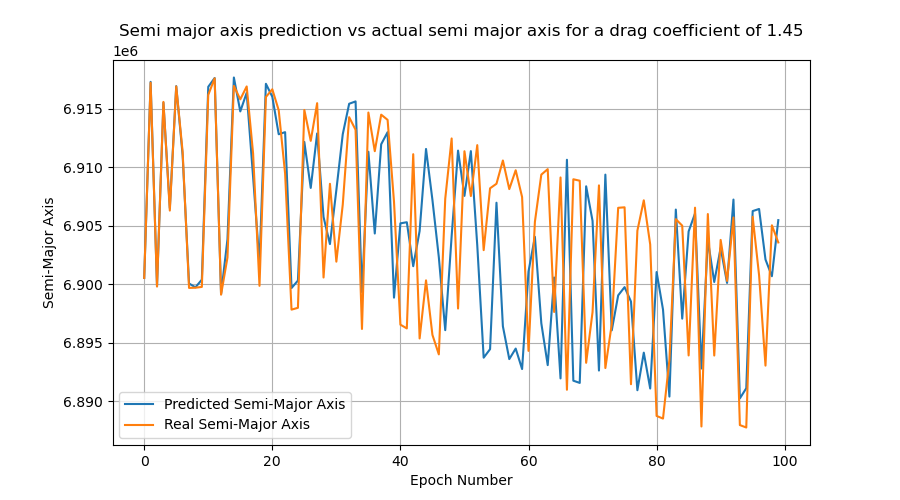 Semi major axis prediction vs actual semi major axis for a drag coefficient of 1.45
1e6
6.915
6.910
6.905
6.900
6.895
6.890
Semi-Major Axis
Predicted Semi-Major Axis
Real Semi-Major Axis
0 20 40 60 80 100
Epoch Number